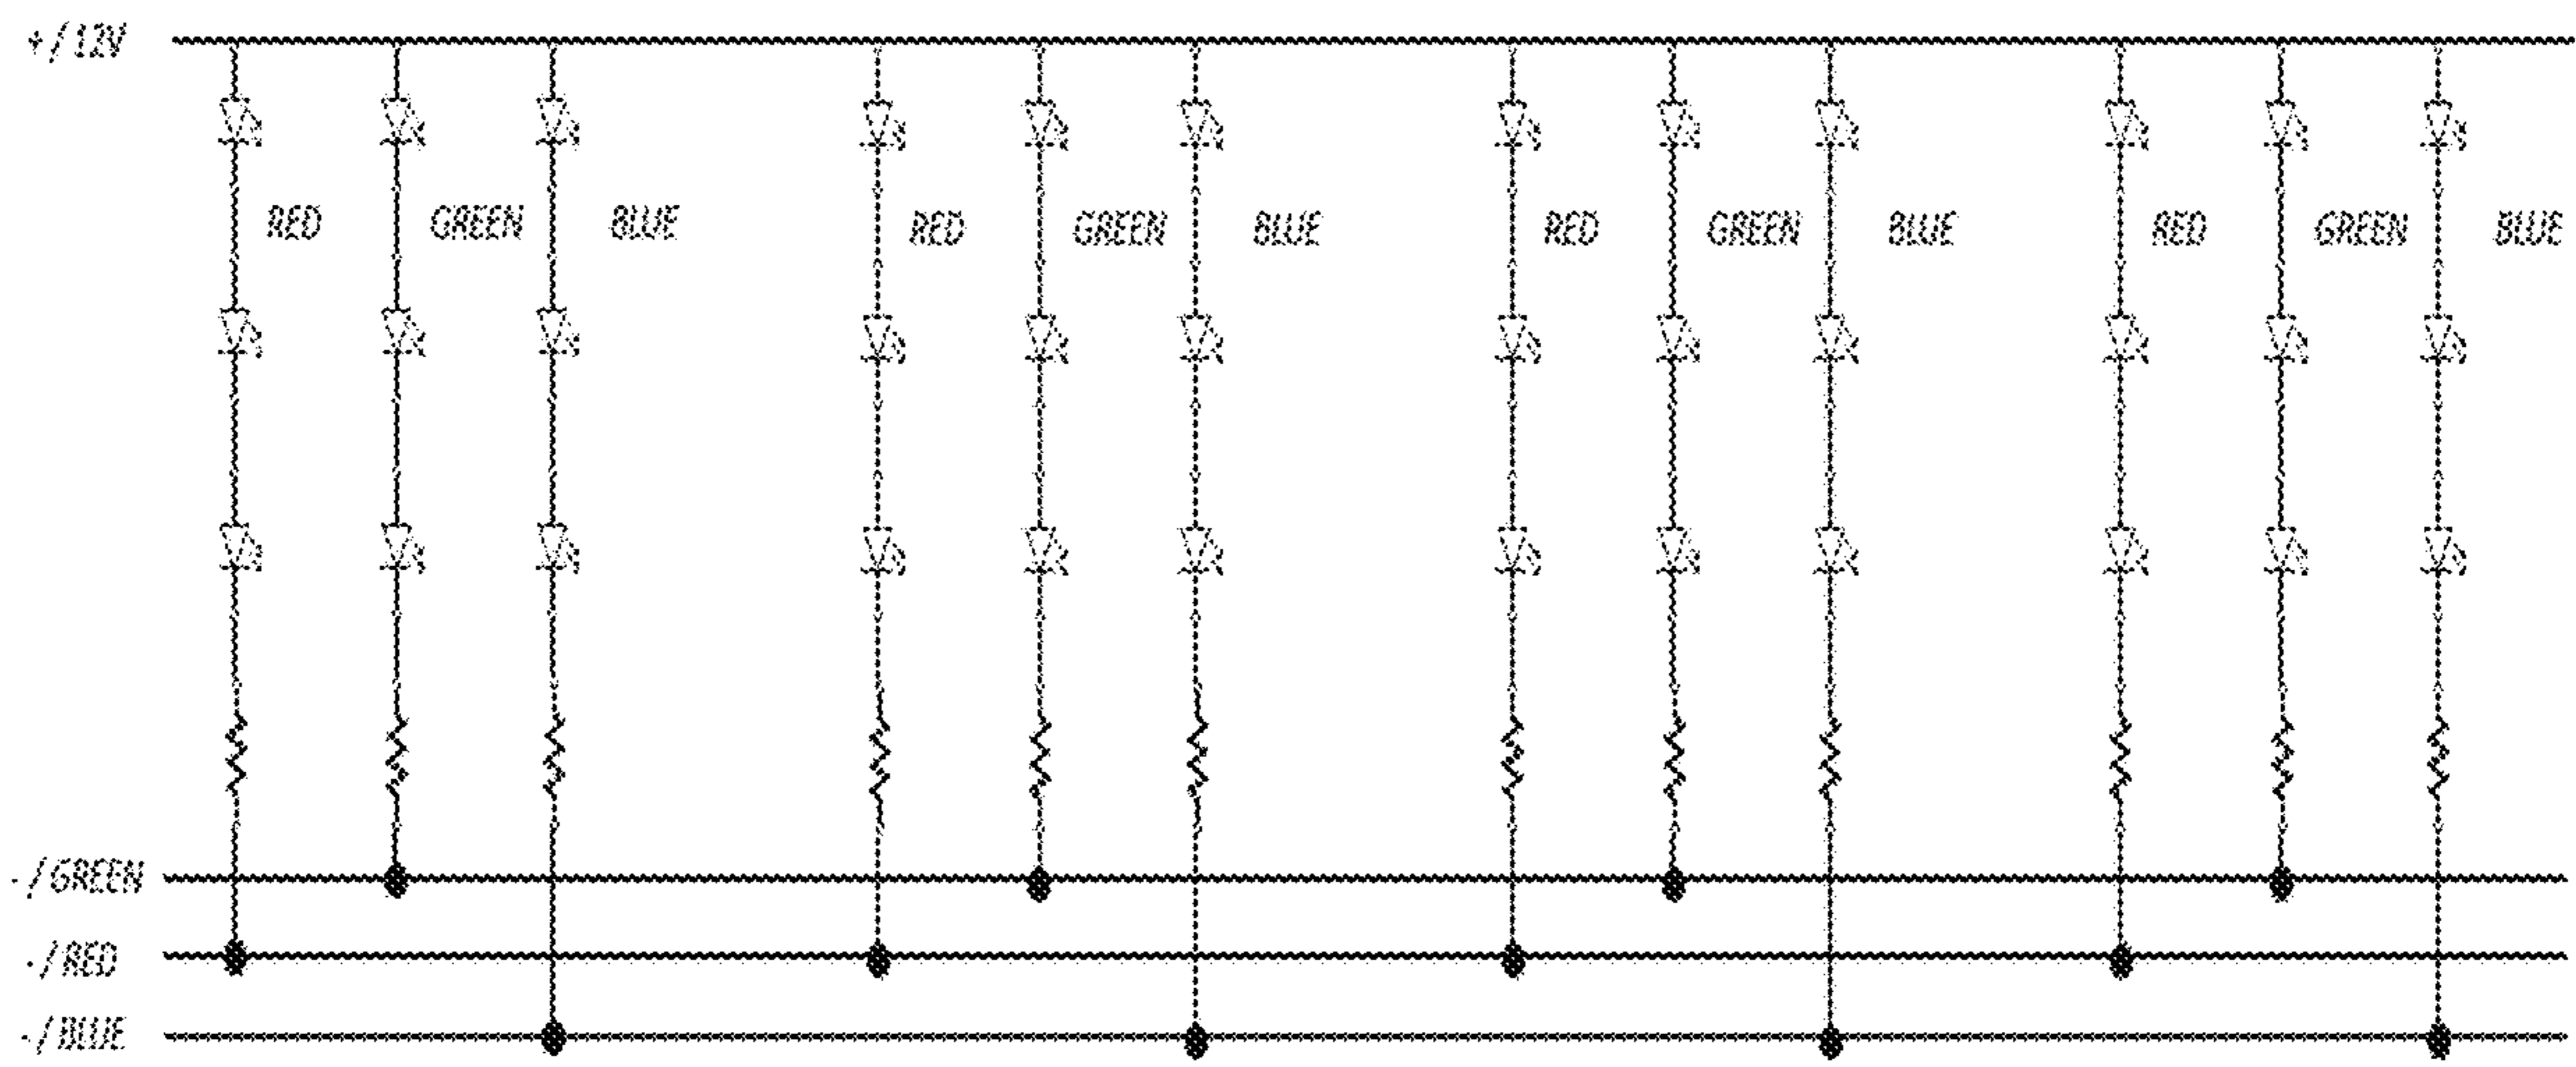 +/12V
RED GREEN BLUE RED GREEN BLUE RED GREEN BLUE RED GREEN BLUE
-/GREEN
-/RED
-/BLUE